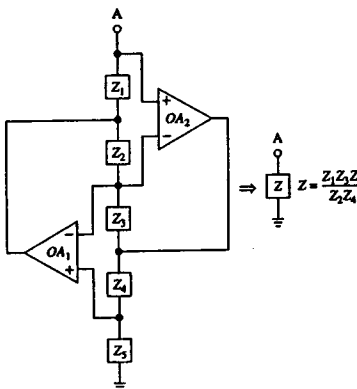 A
Z₁
+
OA₂
−
Z₂
A
⇒ Z Z = Z₁Z₃Z
Z₂Z₄
Z₃
−
OA₁
+
Z₄
Z₅